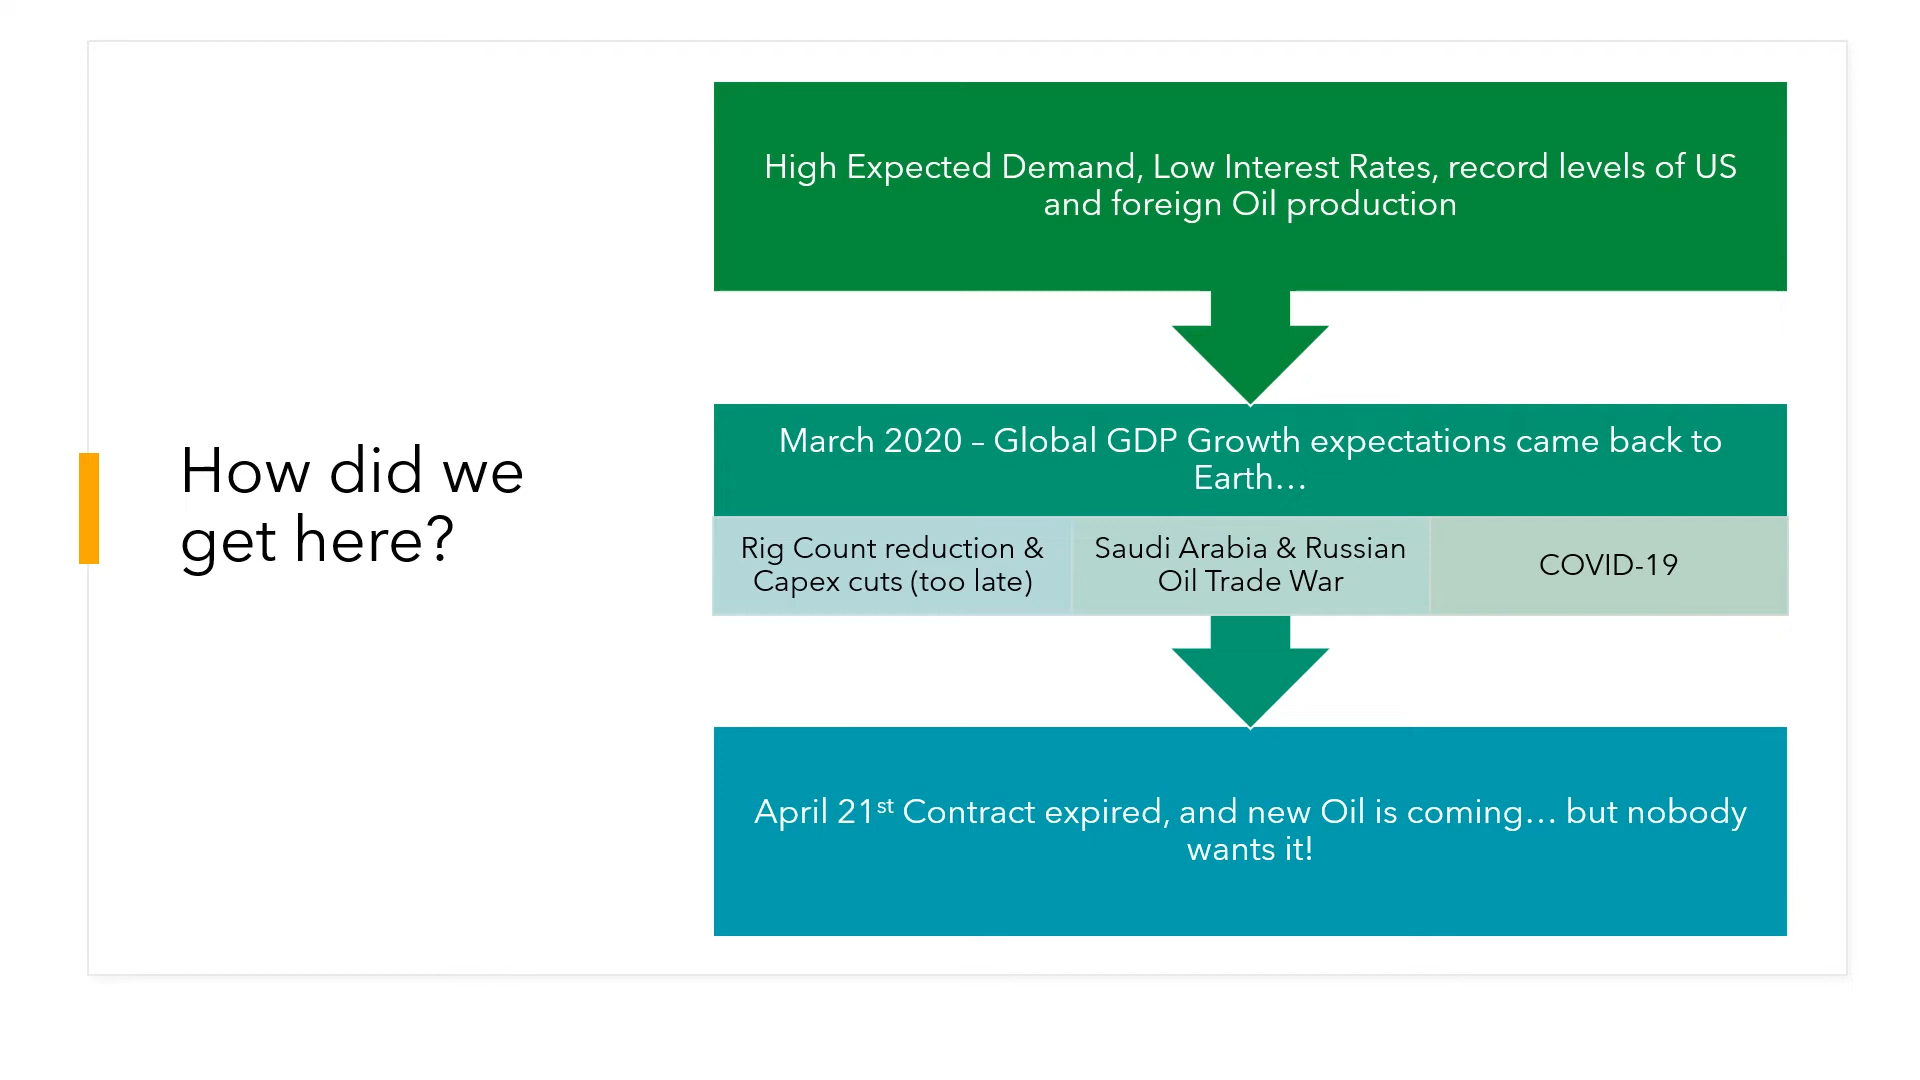 How did we
get here?
High Expected Demand, Low Interest Rates, record levels of US
and foreign Oil production
March 2020 – Global GDP Growth expectations came back to
Earth…
Rig Count reduction &
Capex cuts (too late)
Saudi Arabia & Russian
Oil Trade War
COVID-19
April 21st Contract expired, and new Oil is coming… but nobody
wants it!